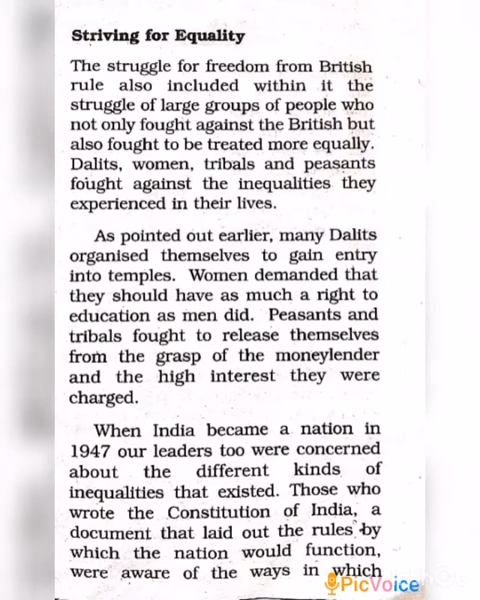 Striving for Equality
The struggle for freedom from British
rule also included within it the
struggle of large groups of people who
not only fought against the British but
also fought to be treated more equally.
Dalits, women, tribals and peasants
fought against the inequalities they
experienced in their lives.
As pointed out earlier, many Dalits
organised themselves to gain entry
into temples. Women demanded that
they should have as much a right to
education as men did. Peasants and
tribals fought to release themselves
from the grasp of the moneylender
and the high interest they were
charged.
When India became a nation in
1947 our leaders too were concerned
about the different kinds of
inequalities that existed. Those who
wrote the Constitution of India, a
document that laid out the rules by
which the nation would function,
were aware of the ways in which
PicVoice